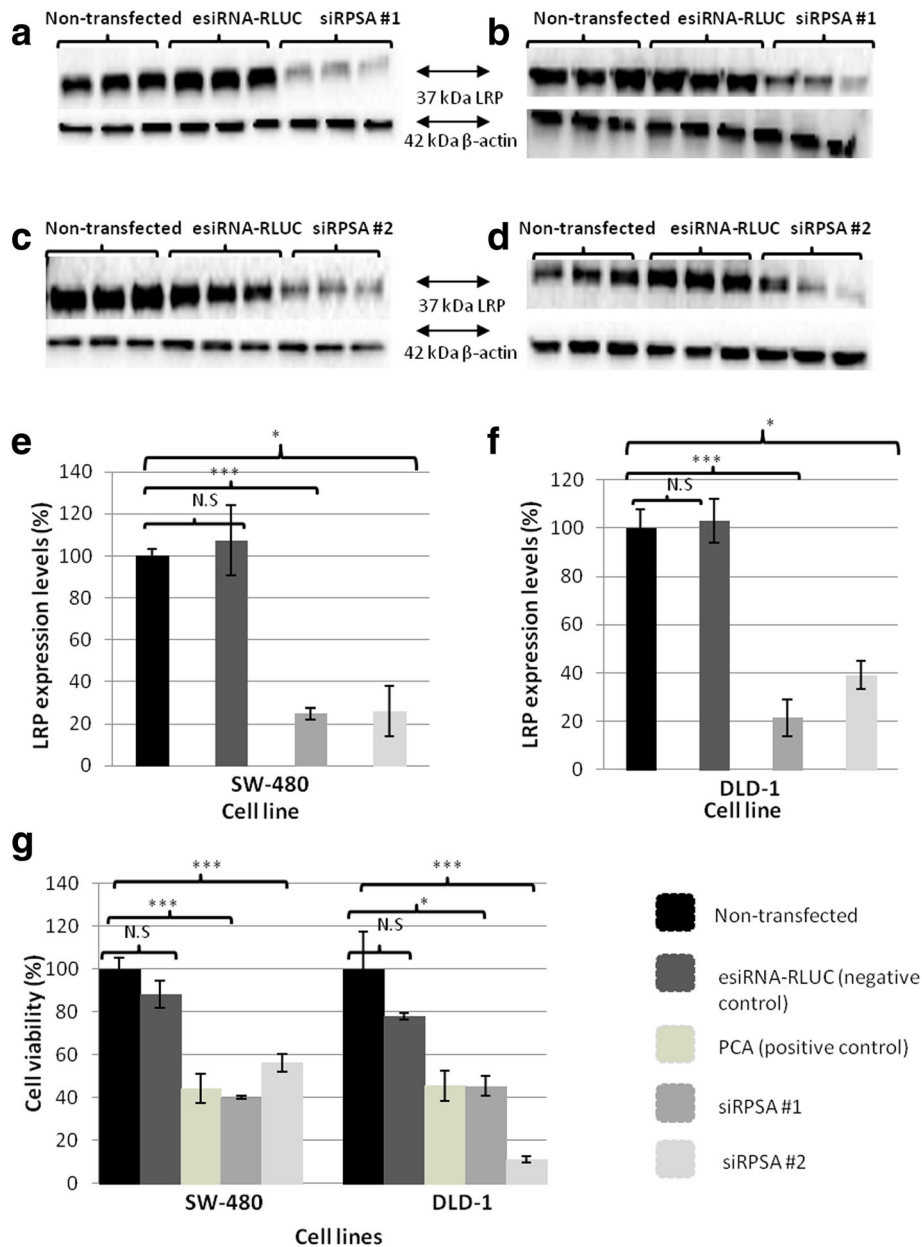 a
Non-transfected esiRNA-RLUC siRPSA #1
b
Non-transfected esiRNA-RLUC siRPSA #1
37 kDa LRP
42 kDa β-actin
c
Non-transfected esiRNA-RLUC siRPSA #2
d
Non-transfected esiRNA-RLUC siRPSA #2
37 kDa LRP
42 kDa β-actin
e
*
***
N.S
140
120
100
80
60
40
20
0
LRP expression levels (%)
SW-480
Cell line
f
*
***
N.S
120
100
80
60
40
20
0
LRP expression levels (%)
DLD-1
Cell line
g
***
***
N.S
***
*
N.S
140
120
100
80
60
40
20
0
Cell viability (%)
SW-480
DLD-1
Cell lines
Non-transfected
esiRNA-RLUC (negative
control)
PCA (positive control)
siRPSA #1
siRPSA #2